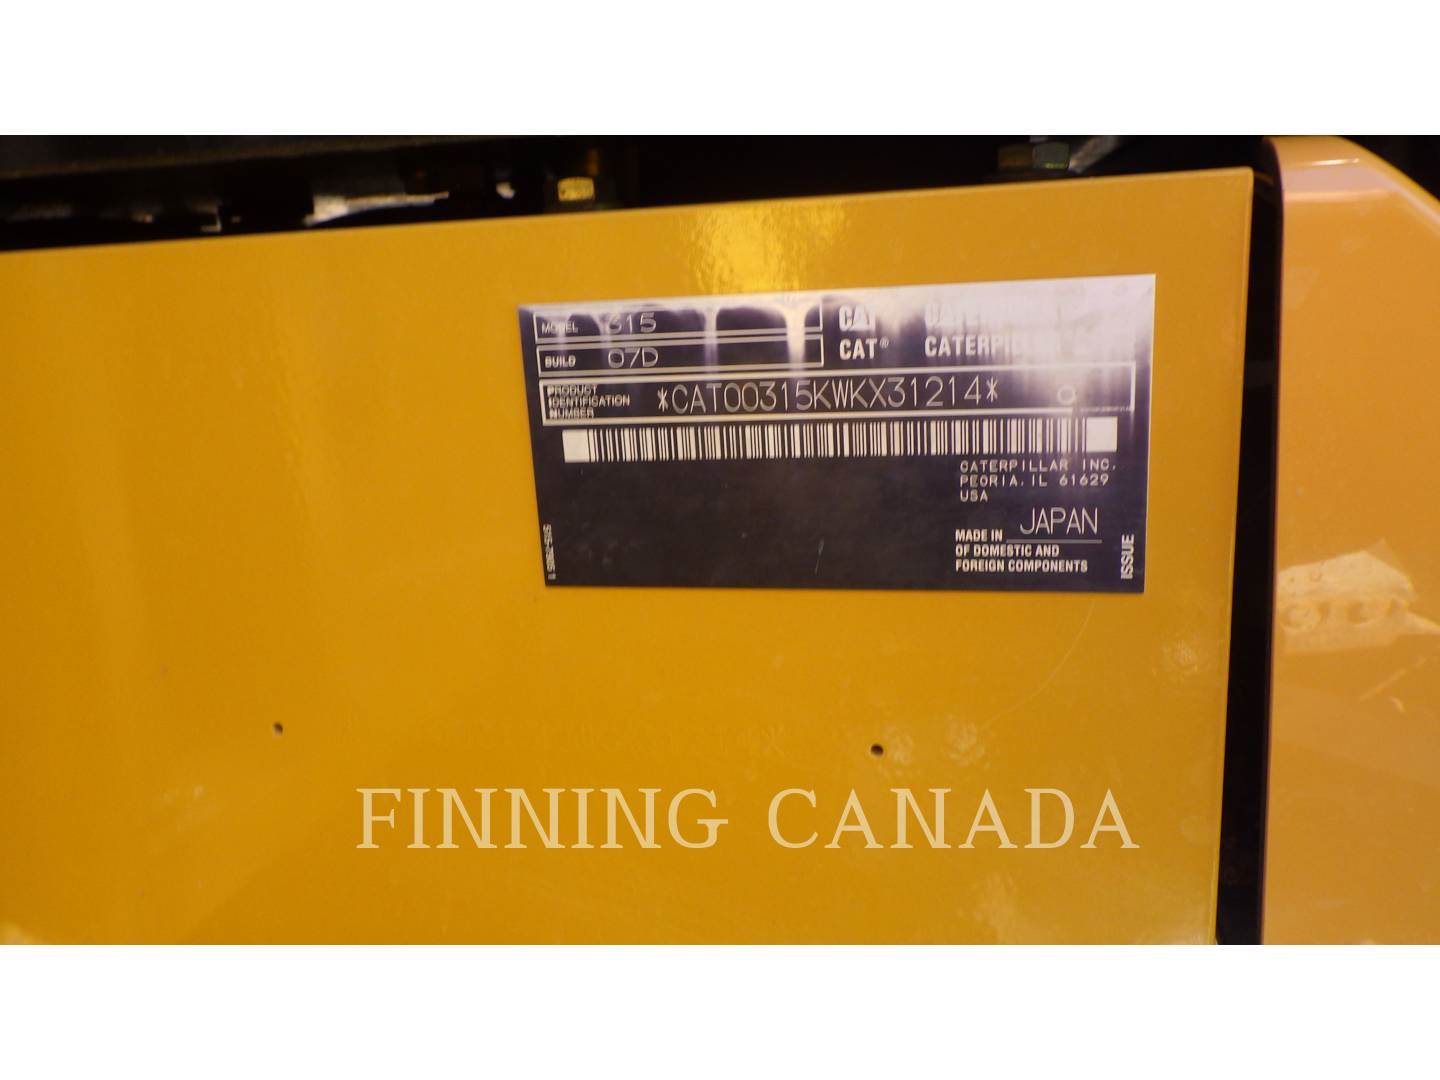 MODEL 315
BUILD 07D
CAT
CAT® CATERPILLAR
PRODUCT
IDENTIFICATION
NUMBER
*CAT00315KWKX31214*
CATERPILLAR INC.
PEORIA, IL 61629
USA
MADE IN JAPAN
OF DOMESTIC AND
FOREIGN COMPONENTS
ISSUE
FINNING CANADA